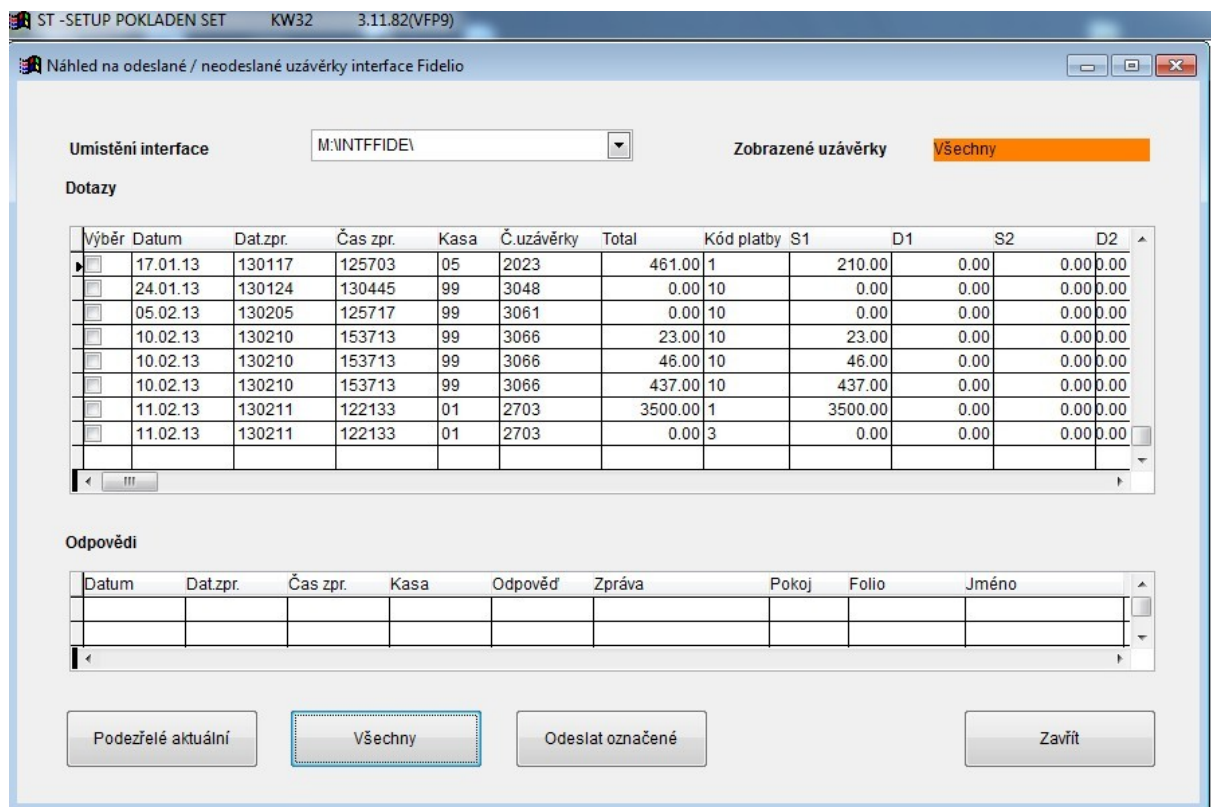 ST -SETUP POKLADEN SET KW32 3.11.82(VFP9)
Náhled na odeslané / neodeslané uzávěrky interface Fidelio
Umístění interface M:\INTFFIDE\ Zobrazené uzávěrky Všechny
Dotazy
Výběr Datum Dat.zpr. Čas zpr. Kasa Č.uzávěrky Total Kód platby S1 D1 S2 D2
17.01.13 130117 125703 05 2023 461.00 1 210.00 0.00 0.00 0.00
24.01.13 130124 130445 99 3048 0.00 10 0.00 0.00 0.00 0.00
05.02.13 130205 125717 99 3061 0.00 10 0.00 0.00 0.00 0.00
10.02.13 130210 153713 99 3066 23.00 10 23.00 0.00 0.00 0.00
10.02.13 130210 153713 99 3066 46.00 10 46.00 0.00 0.00 0.00
10.02.13 130210 153713 99 3066 437.00 10 437.00 0.00 0.00 0.00
11.02.13 130211 122133 01 2703 3500.00 1 3500.00 0.00 0.00 0.00
11.02.13 130211 122133 01 2703 0.00 3 0.00 0.00 0.00 0.00
Odpovědi
Datum Dat.zpr. Čas zpr. Kasa Odpověď Zpráva Pokoj Folio Jméno
Podezřelé aktuální Všechny Odeslat označené Zavřít